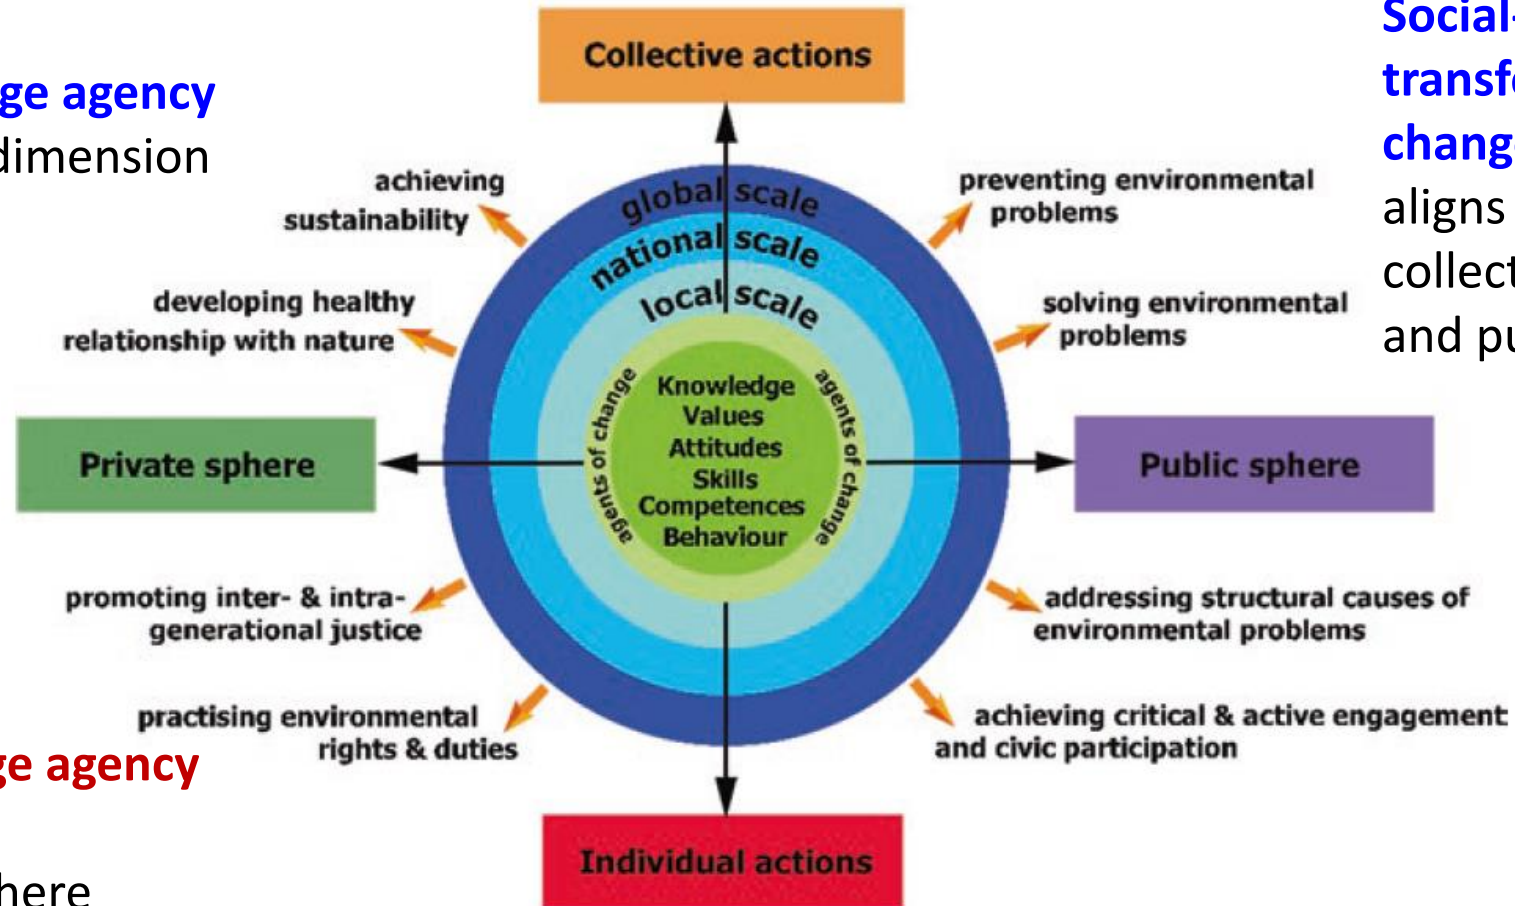 Collective actions
Social-
transfo
change
aligns
collect
and pu
ge agency
dimension
achieving
sustainability
developing healthy
relationship with nature
preventing environmental
problems
solving environmental
problems
global scale
national scale
local scale
agents of change
Knowledge
Values
Attitudes
Skills
Competences
Behaviour
agents of change
Private sphere
Public sphere
promoting inter- & intra-
generational justice
practising environmental
rights & duties
addressing structural causes of
environmental problems
achieving critical & active engagement
and civic participation
ge agency
here
Individual actions